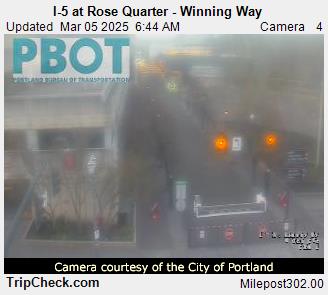 I-5 at Rose Quarter - Winning Way
Updated Mar 05 2025 6:44 AM Camera 4
PBOT
PORTLAND BUREAU OF TRANSPORTATION
Camera courtesy of the City of Portland
TripCheck.com Milepost302.00